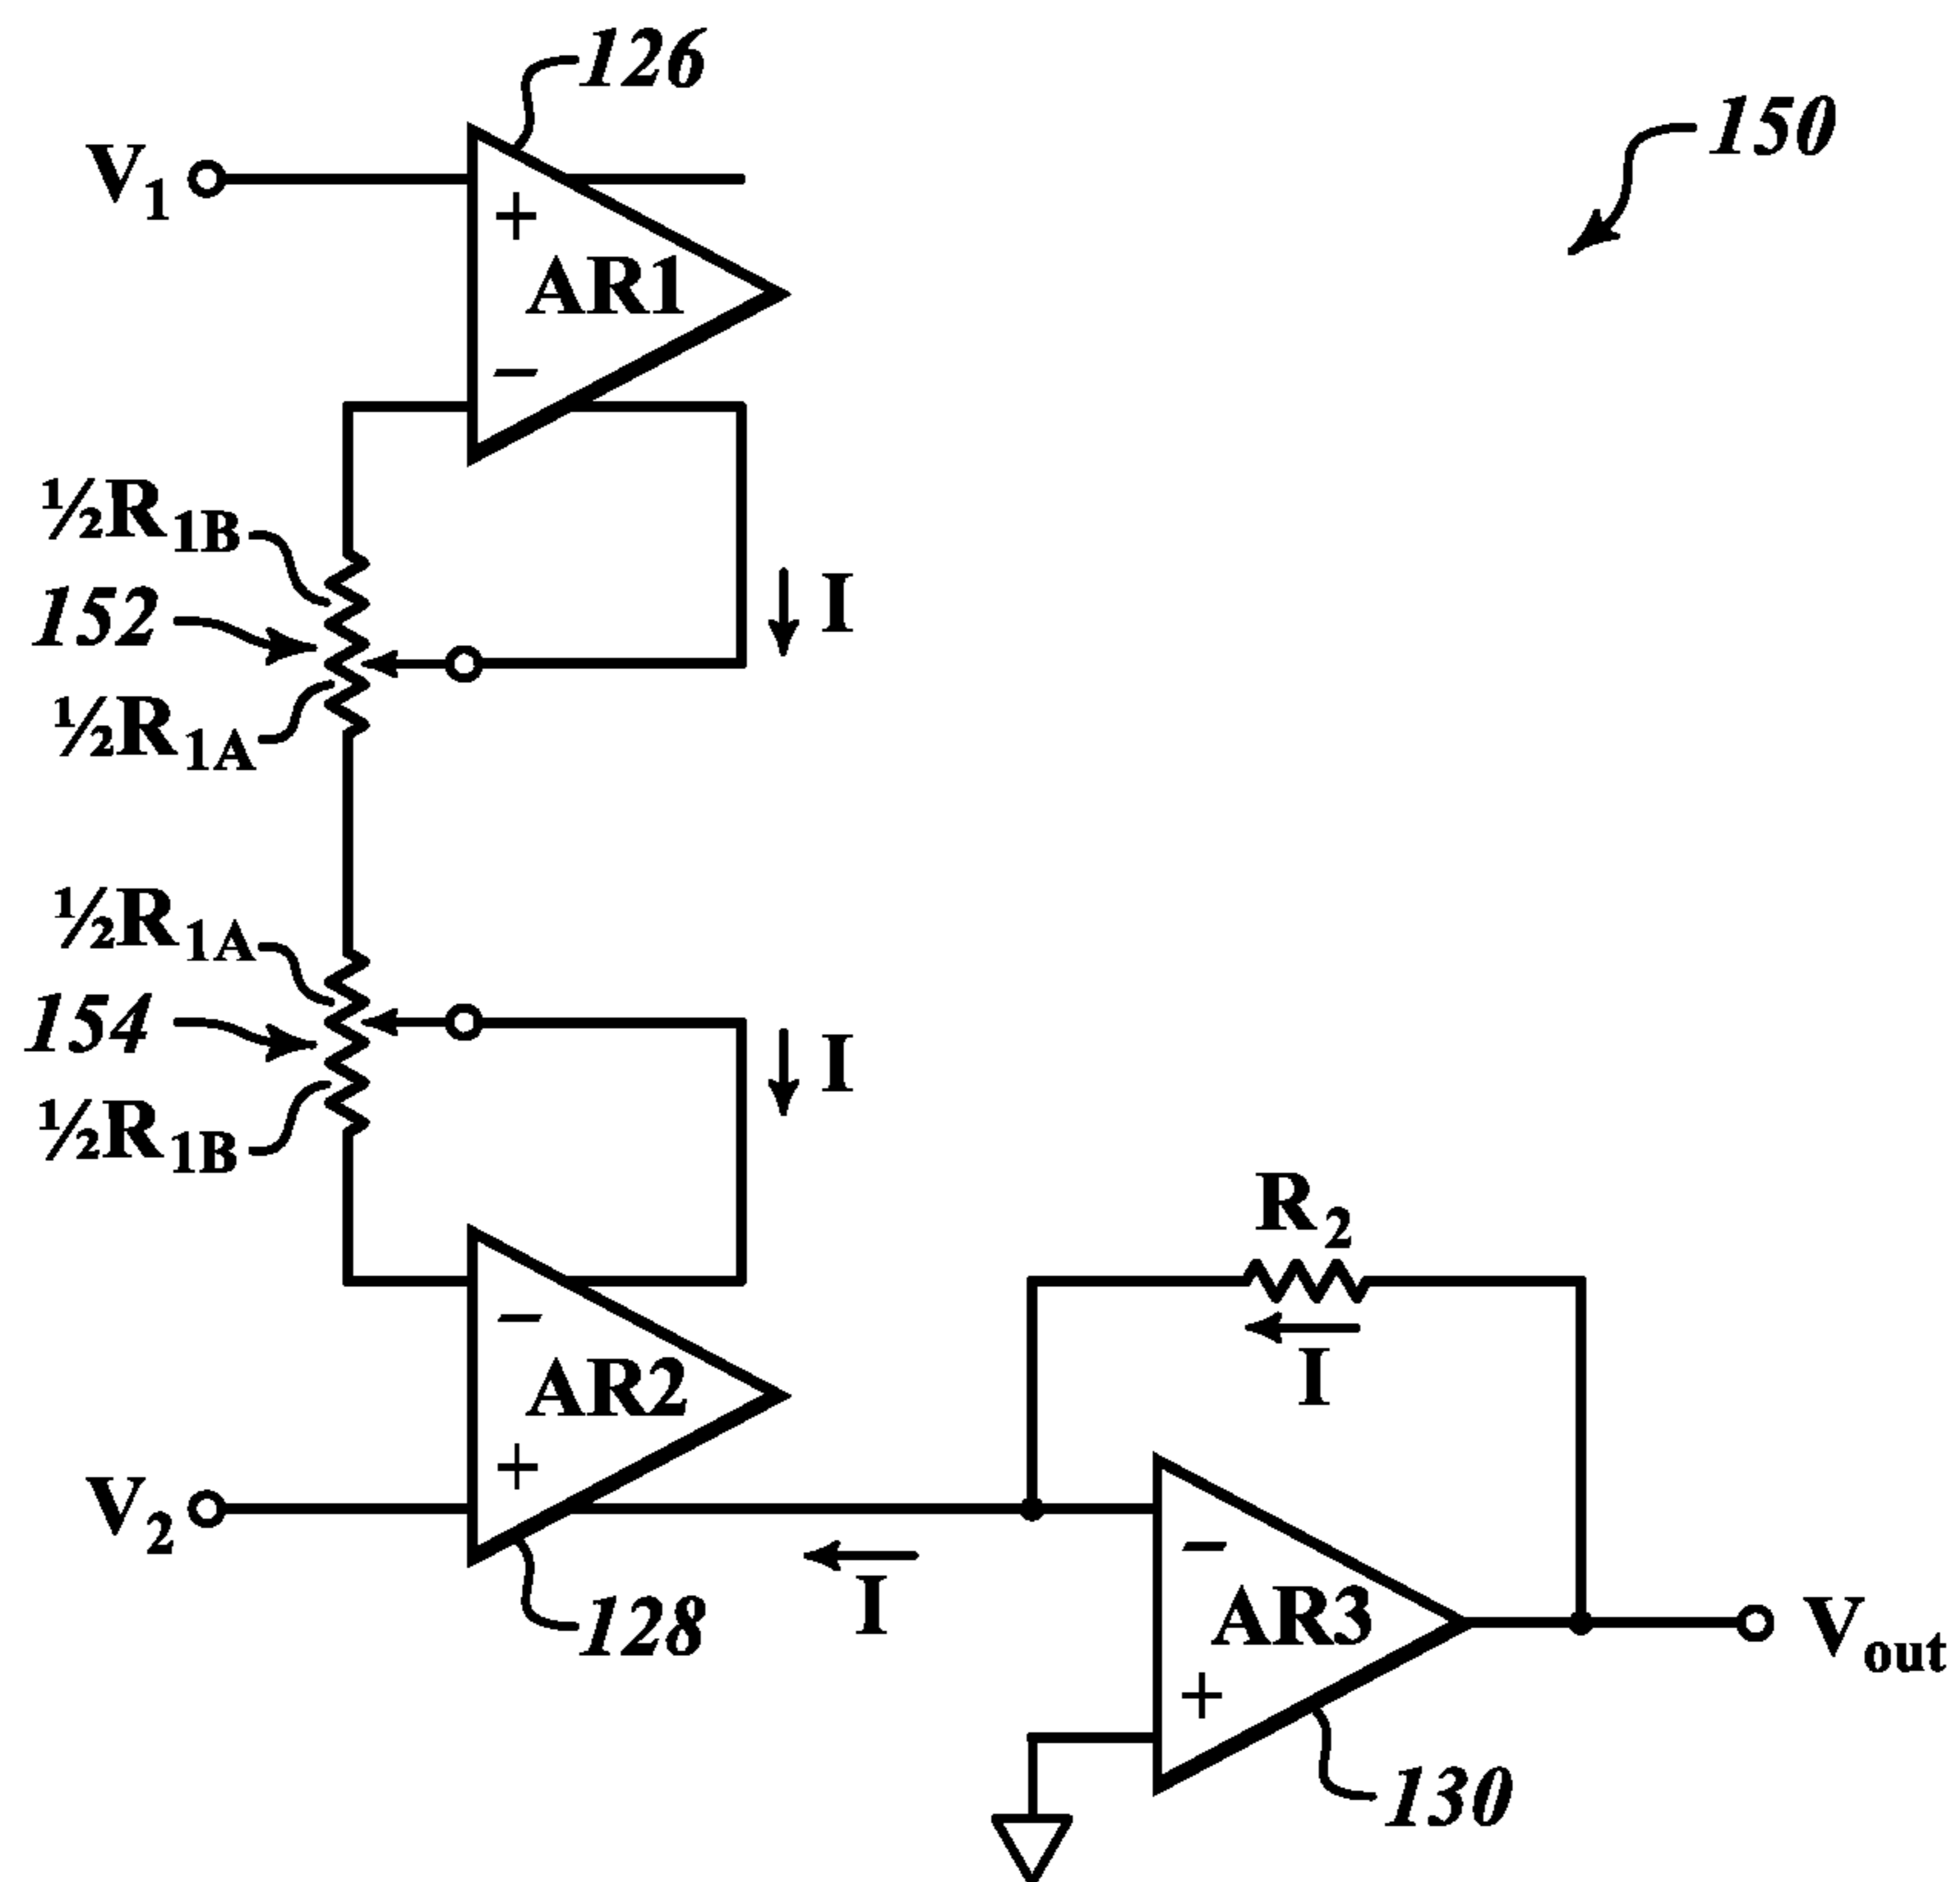 126
150
V₁
+
AR1
−
½R₁B
152
I
½R₁A
½R₁A
154
I
½R₁B
R₂
I
−
AR2
+
V₂
I
128
−
AR3
+
Vout
130